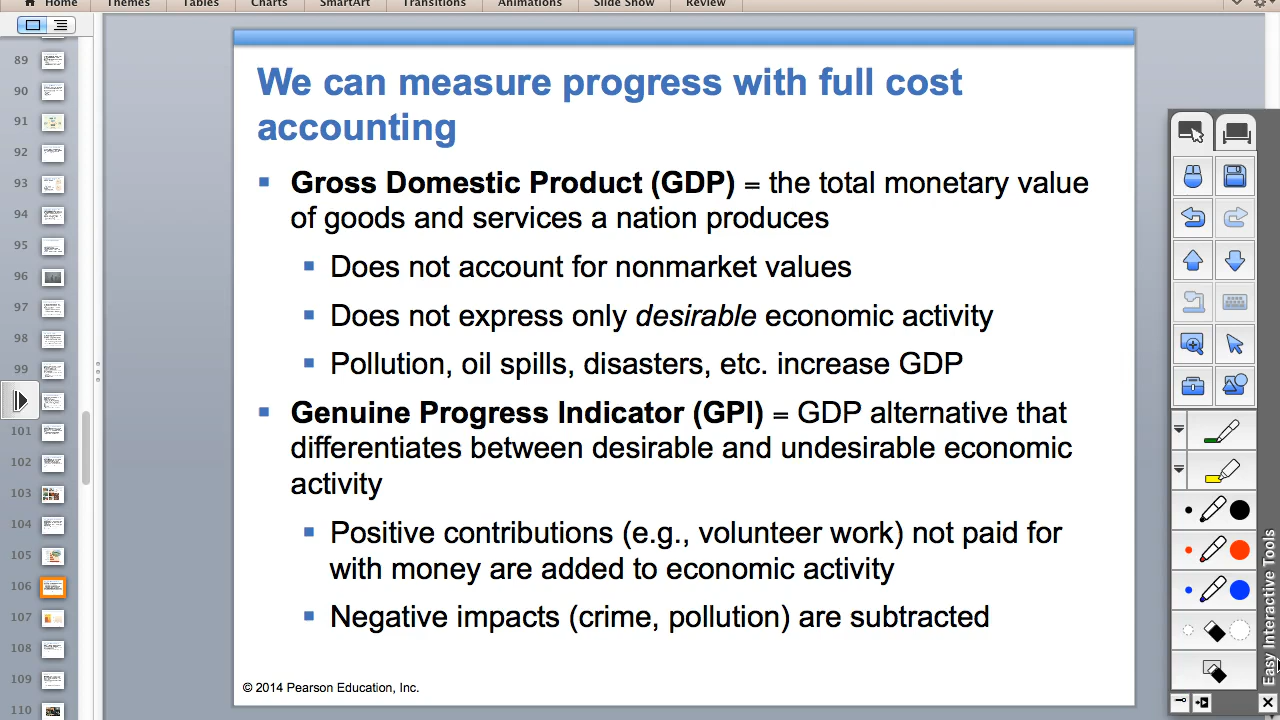 Home Themes Tables Charts SmartArt Transitions Animations Slide Show Review
89
90
91
92
93
94
95
96
97
98
99
101
102
103
104
105
106
107
108
109
110
We can measure progress with full cost
accounting
Gross Domestic Product (GDP) = the total monetary value
of goods and services a nation produces
Does not account for nonmarket values
Does not express only desirable economic activity
Pollution, oil spills, disasters, etc. increase GDP
Genuine Progress Indicator (GPI) = GDP alternative that
differentiates between desirable and undesirable economic
activity
Positive contributions (e.g., volunteer work) not paid for
with money are added to economic activity
Negative impacts (crime, pollution) are subtracted
© 2014 Pearson Education, Inc.
Easy Interactive Tools